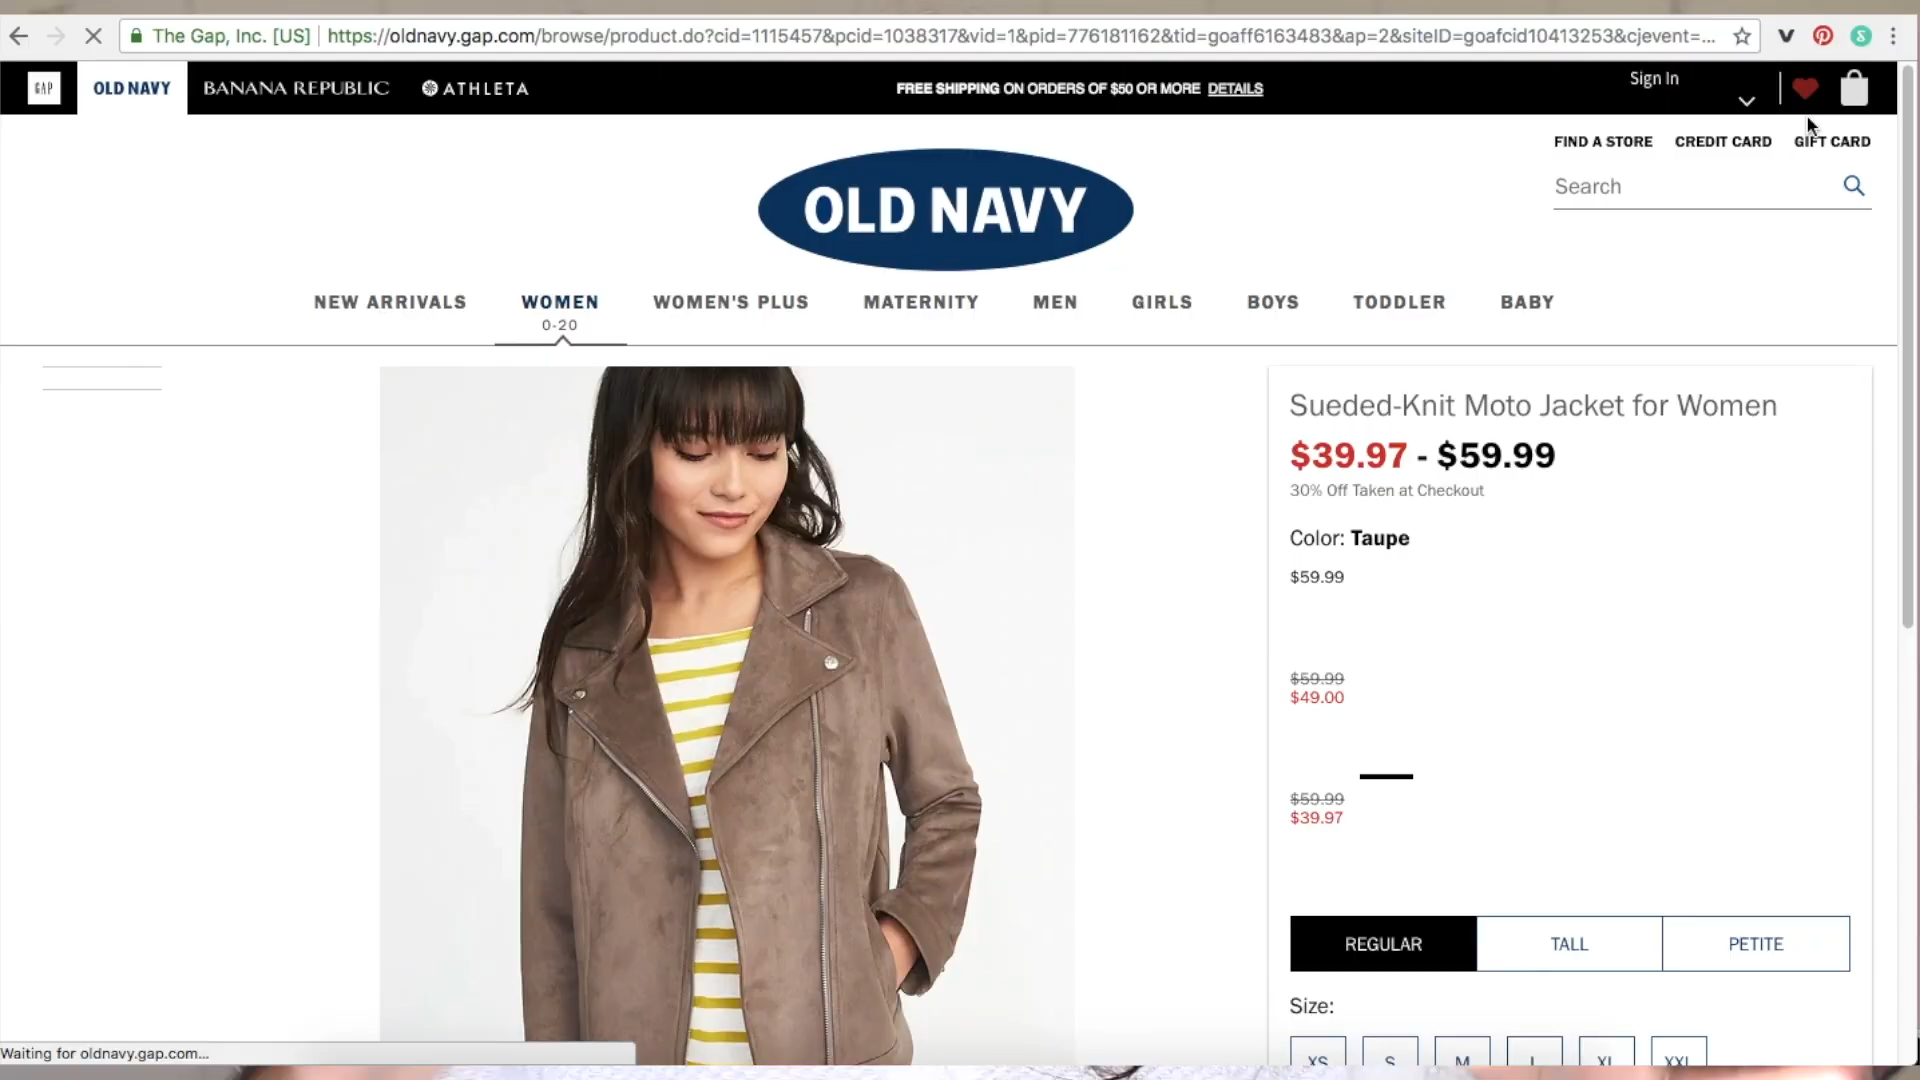 The Gap, Inc. [US] https://oldnavy.gap.com/browse/product.do?cid=1115457&pcid=1038317&vid=1&pid=776181162&tid=goaff6163483&ap=2&siteID=goafcid10413253&cjevent=...
GAP OLD NAVY BANANA REPUBLIC ATHLETA FREE SHIPPING ON ORDERS OF $50 OR MORE DETAILS Sign In
FIND A STORE CREDIT CARD GIFT CARD
Search
OLD NAVY
NEW ARRIVALS WOMEN WOMEN'S PLUS MATERNITY MEN GIRLS BOYS TODDLER BABY
0-20
Sueded-Knit Moto Jacket for Women
$39.97 - $59.99
30% Off Taken at Checkout
Color: Taupe
$59.99
$59.99
$49.00
$59.99
$39.97
REGULAR TALL PETITE
Size:
XS S M L XL XXL
Waiting for oldnavy.gap.com...